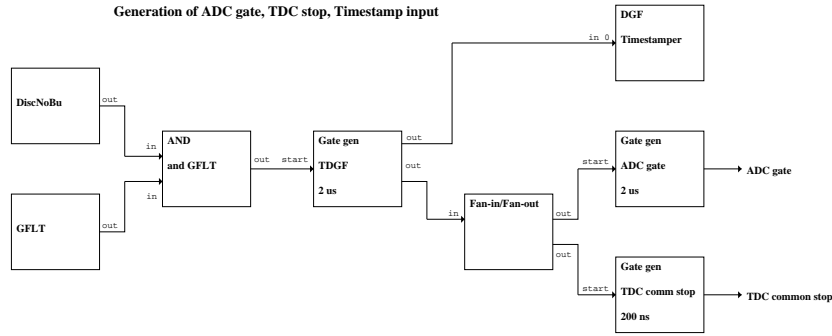 Generation of ADC gate, TDC stop, Timestamp input
DGF
Timestamper
in 0
DiscNoBu
out
in
AND
and GFLT
in
out
start
Gate gen
TDGF
2 us
out
out
GFLT
out
in
Fan-in/Fan-out
out
out
start
Gate gen
ADC gate
2 us
ADC gate
start
Gate gen
TDC comm stop
200 ns
TDC common stop